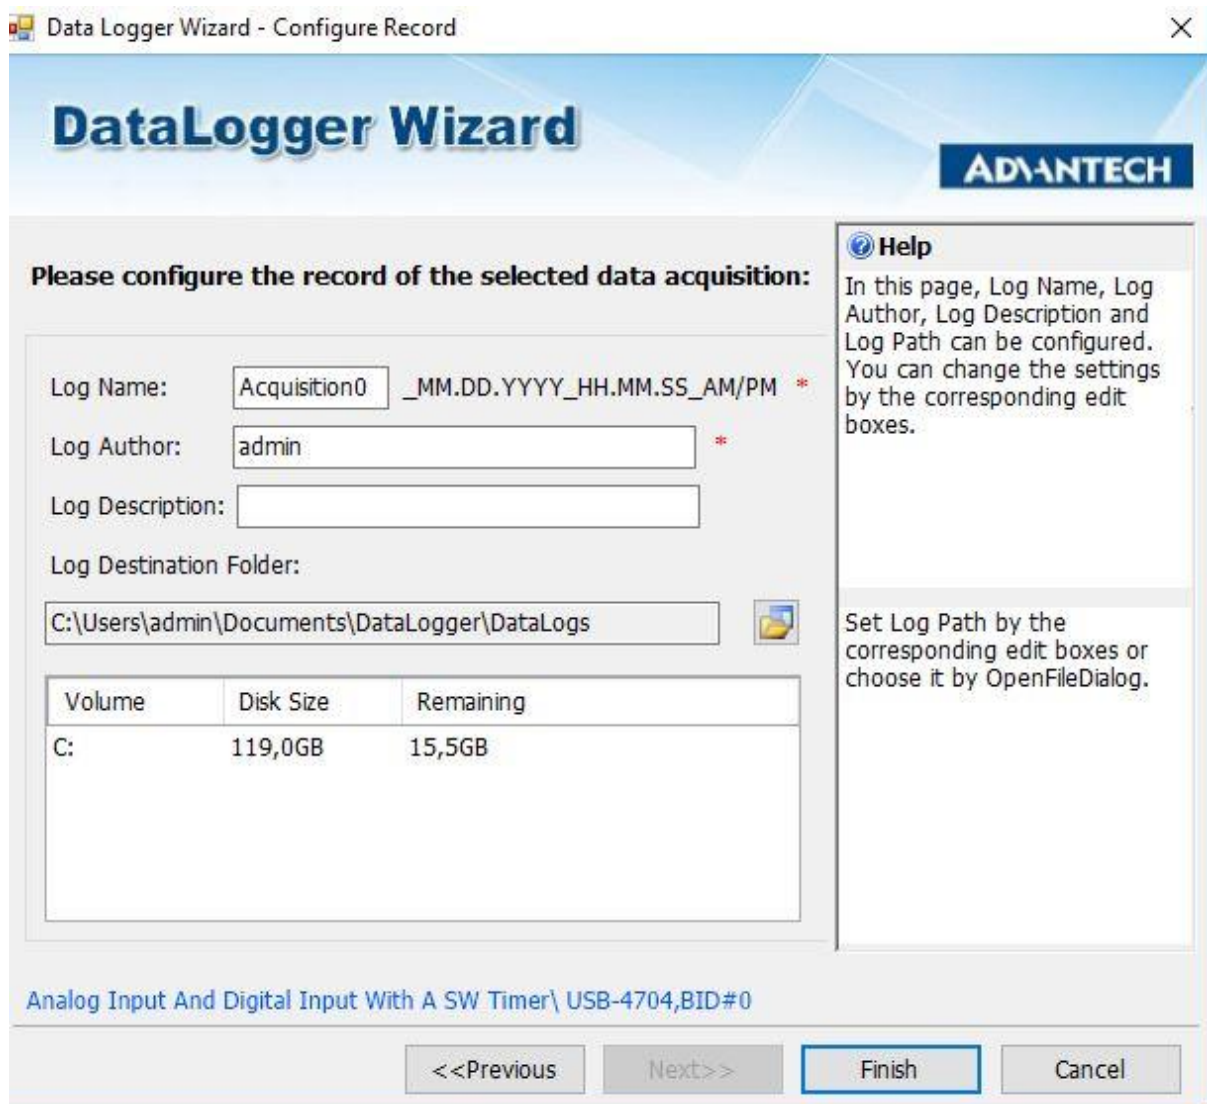 Data Logger Wizard - Configure Record
DataLogger Wizard
ADVANTECH
Please configure the record of the selected data acquisition:
Log Name: Acquisition0 _MM.DD.YYYY_HH.MM.SS_AM/PM *
Log Author: admin *
Log Description:
Log Destination Folder:
C:\Users\admin\Documents\DataLogger\DataLogs
Volume Disk Size Remaining
C: 119,0GB 15,5GB
Help
In this page, Log Name, Log
Author, Log Description and
Log Path can be configured.
You can change the settings
by the corresponding edit
boxes.
Set Log Path by the
corresponding edit boxes or
choose it by OpenFileDialog.
Analog Input And Digital Input With A SW Timer\ USB-4704,BID#0
<<Previous Next>> Finish Cancel